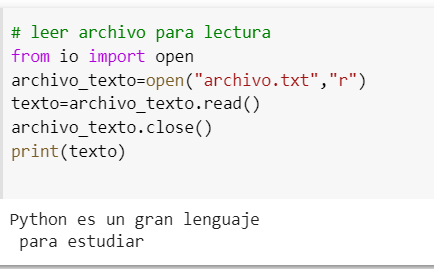 # leer archivo para lectura
from io import open
archivo_texto=open("archivo.txt","r")
texto=archivo_texto.read()
archivo_texto.close()
print(texto)
Python es un gran lenguaje
 para estudiar